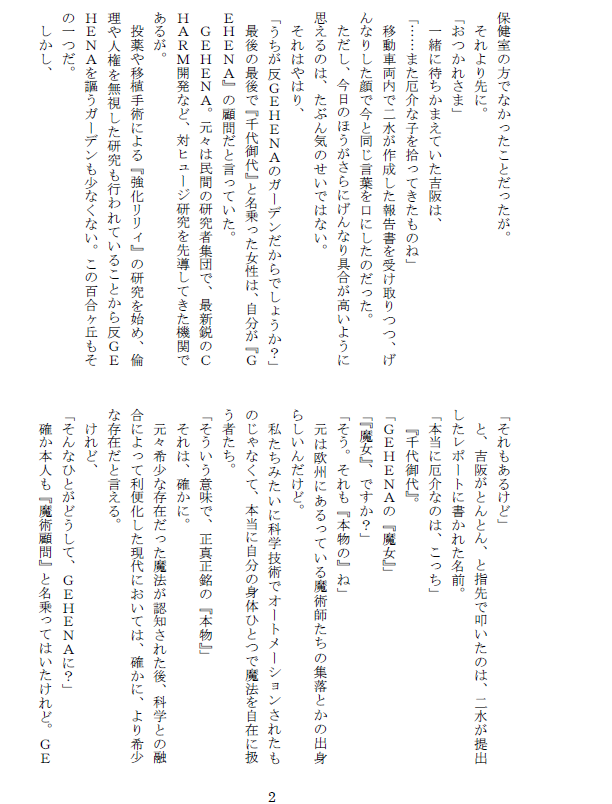 保健室の方でなかったことだったが。
　それより先に。
「おつかれさま」
　一緒に待ちかまえていた吉阪は、
「……また厄介な子を拾ってきたものね」
　移動車両内で二水が作成した報告書を受け取りつつ、げ
んなりした顔で今と同じ言葉を口にしたのだった。
　ただし、今日のほうがさらにげんなり具合が高いように
思えるのは、たぶん気のせいではない。
　それはやはり、
「うちが反ＧＥＨＥＮＡのガーデンだからでしょうか？」
　最後の最後で『千代御代』と名乗った女性は、自分が『Ｇ
ＥＨＥＮＡ』の顧問だと言っていた。
　ＧＥＨＥＮＡ。元々は民間の研究者集団で、最新鋭のＣ
ＨＡＲＭ開発など、対ヒュージ研究を先導してきた機関で
あるが。
　投薬や移植手術による『強化リリィ』の研究を始め、倫
理や人権を無視した研究も行われていることから反ＧＥ
ＨＥＮＡを謳うガーデンも少なくない。この百合ヶ丘もそ
の一つだ。
　しかし、
「それもあるけど」
　と、吉阪がとんとん、と指先で叩いたのは、二水が提出
したレポートに書かれた名前。
「本当に厄介なのは、こっち」
　『千代御代』。
「ＧＥＨＥＮＡの『魔女』」
「『魔女』、ですか？」
「そう。それも『本物の』ね」
　元は欧州にあるっている魔術師たちの集落とかの出身
らしいんだけど。
　私たちみたいに科学技術でオートメーションされたも
のじゃなくて、本当に自分の身体ひとつで魔法を自在に扱
う者たち。
「そういう意味で、正真正銘の『本物』」
　それは、確かに。
　元々希少な存在だった魔法が認知された後、科学との融
合によって利便化した現代においては、確かに、より希少
な存在だと言える。
　けれど、
「そんなひとがどうして、ＧＥＨＥＮＡに？」
　確か本人も『魔術顧問』と名乗ってはいたけれど。ＧＥ
2